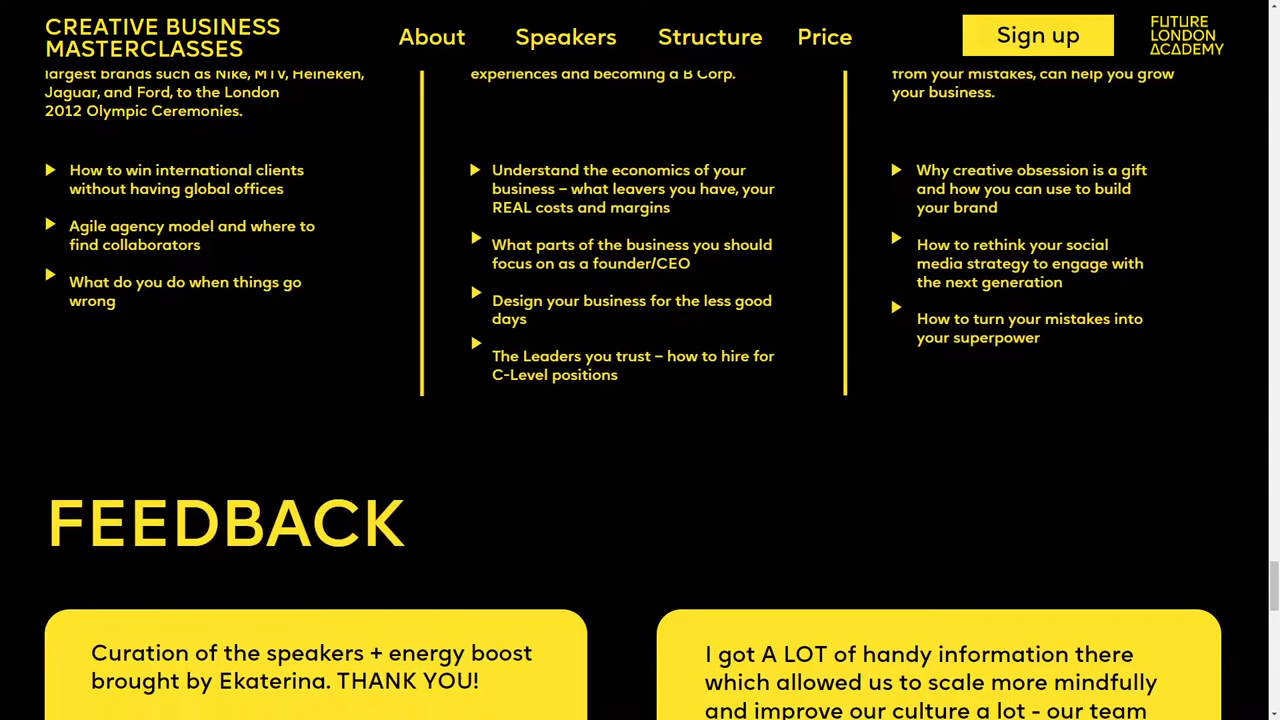 CREATIVE BUSINESS
MASTERCLASSES
About
Speakers
Structure
Price
Sign up
FUTURE
LONDON
ACADEMY
largest brands such as Nike, MTV, Heineken,
Jaguar, and Ford, to the London
2012 Olympic Ceremonies.
How to win international clients
without having global offices
Agile agency model and where to
find collaborators
What do you do when things go
wrong
experiences and becoming a B Corp.
Understand the economics of your
business – what leavers you have, your
REAL costs and margins
What parts of the business you should
focus on as a founder/CEO
Design your business for the less good
days
The Leaders you trust – how to hire for
C-Level positions
from your mistakes, can help you grow
your business.
Why creative obsession is a gift
and how you can use to build
your brand
How to rethink your social
media strategy to engage with
the next generation
How to turn your mistakes into
your superpower
FEEDBACK
Curation of the speakers + energy boost
brought by Ekaterina. THANK YOU!
I got A LOT of handy information there
which allowed us to scale more mindfully
and improve our culture a lot - our team